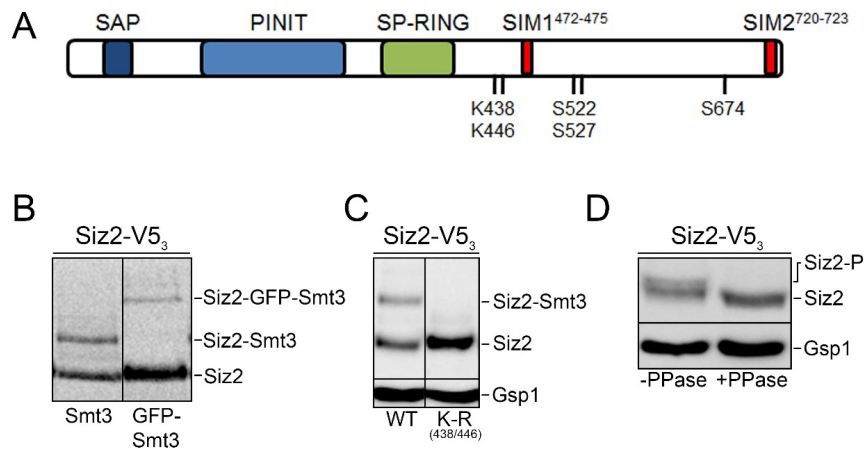 A
SAP PINIT SP-RING SIM1⁴⁷²⁻⁴⁷⁵ SIM2⁷²⁰⁻⁷²³
K438 S522 S674
K446 S527
B
Siz2-V5₃
Siz2-GFP-Smt3
Siz2-Smt3
Siz2
Smt3 GFP-
Smt3
C
Siz2-V5₃
Siz2-Smt3
Siz2
Gsp1
WT K-R
(438/446)
D
Siz2-V5₃
Siz2-P
Siz2
Gsp1
-PPase +PPase